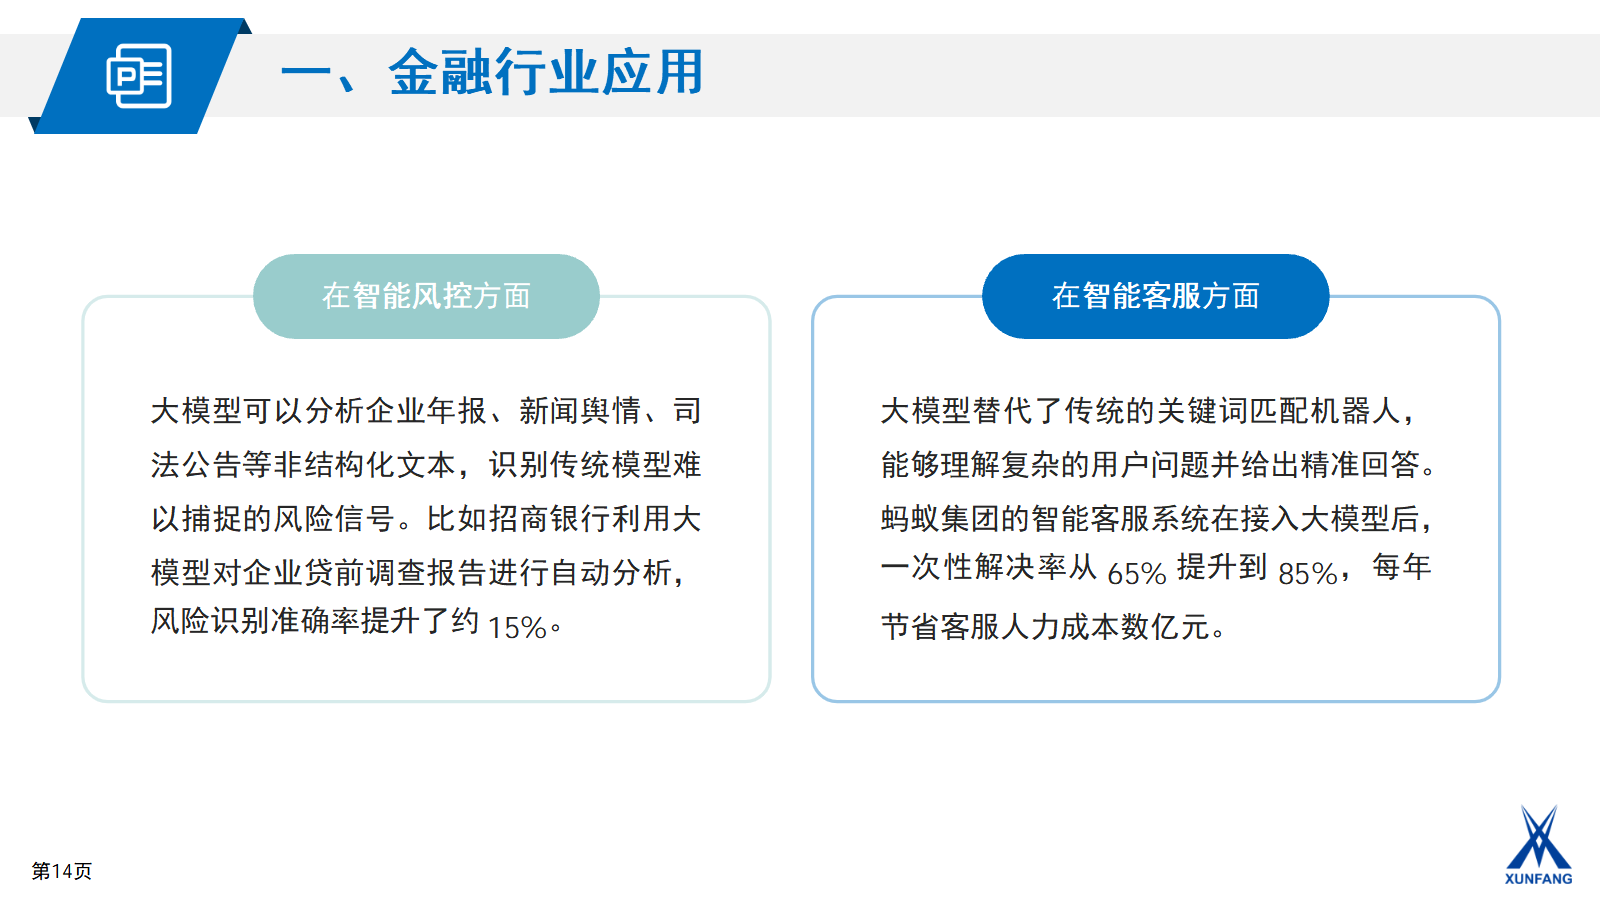 一、金融行业应用
在智能风控方面
大模型可以分析企业年报、新闻舆情、司
法公告等非结构化文本，识别传统模型难
以捕捉的风险信号。比如招商银行利用大
模型对企业贷前调查报告进行自动分析，
风险识别准确率提升了约 15%。
在智能客服方面
大模型替代了传统的关键词匹配机器人，
能够理解复杂的用户问题并给出精准回答。
蚂蚁集团的智能客服系统在接入大模型后，
一次性解决率从 65% 提升到 85%，每年
节省客服人力成本数亿元。
第14页
XUNFANG